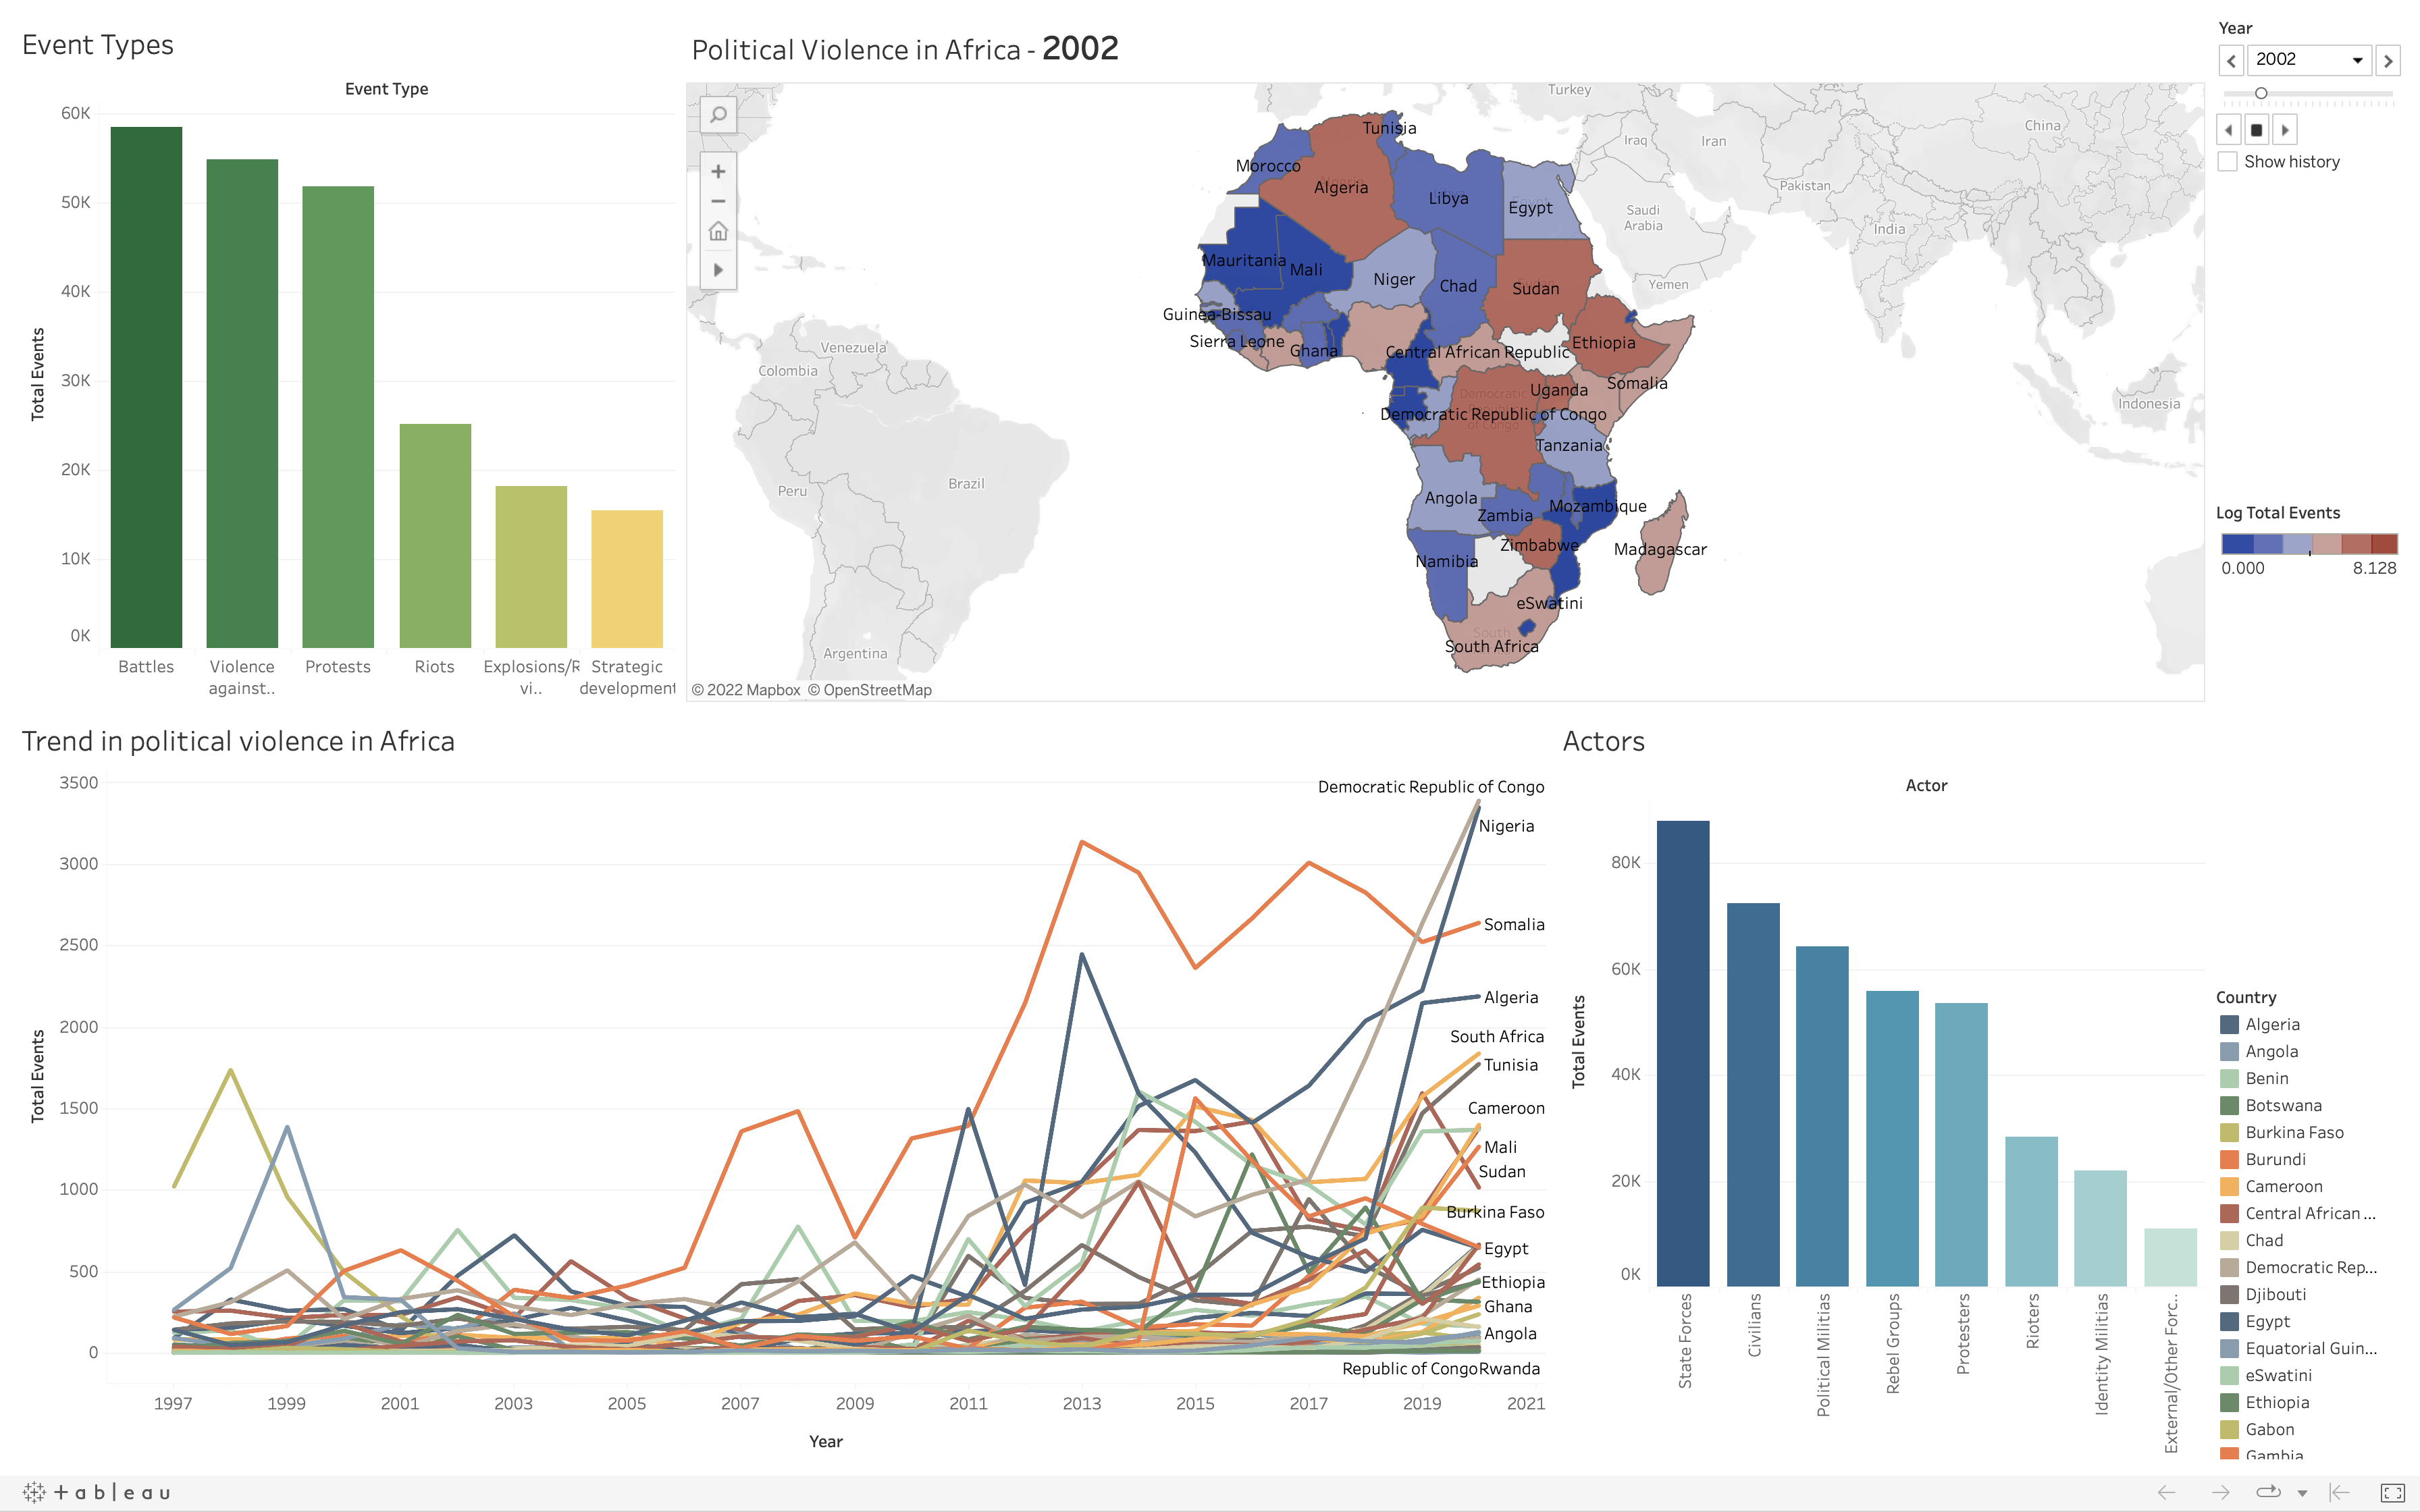 Event Types
Event Type
60K
50K
40K
30K
20K
10K
0K
Total Events
Battles
Violence
against..
Protests
Riots
Explosions/R
vi..
Strategic
development
Political Violence in Africa - 2002
Turkey
Iraq
Iran
China
Pakistan
Saudi
Arabia
India
Yemen
Indonesia
Venezuela
Colombia
Peru
Brazil
Argentina
Tunisia
Morocco
Algeria
Libya
Egypt
Mauritania
Mali
Niger
Chad
Sudan
Guinea-Bissau
Sierra Leone
Ghana
Central African Republic
Ethiopia
Uganda
Somalia
Democratic
Democratic Republic of Congo
of Congo
Tanzania
Angola
Zambia
Mozambique
Zimbabwe
Madagascar
Namibia
eSwatini
South
South Africa
© 2022 Mapbox © OpenStreetMap
Year
2002
Show history
Log Total Events
0.000
8.128
Trend in political violence in Africa
3500
3000
2500
2000
1500
1000
500
0
Total Events
Democratic Republic of Congo
Nigeria
Somalia
Algeria
South Africa
Tunisia
Cameroon
Mali
Sudan
Burkina Faso
Egypt
Ethiopia
Ghana
Angola
Republic of Congo
Rwanda
1997
1999
2001
2003
2005
2007
2009
2011
2013
2015
2017
2019
2021
Year
Actors
Actor
80K
60K
40K
20K
0K
Total Events
State Forces
Civilians
Political Militias
Rebel Groups
Protesters
Rioters
Identity Militias
External/Other Forc..
Country
Algeria
Angola
Benin
Botswana
Burkina Faso
Burundi
Cameroon
Central African ...
Chad
Democratic Rep...
Djibouti
Egypt
Equatorial Guin...
eSwatini
Ethiopia
Gabon
Gambia
+ a b | e a u